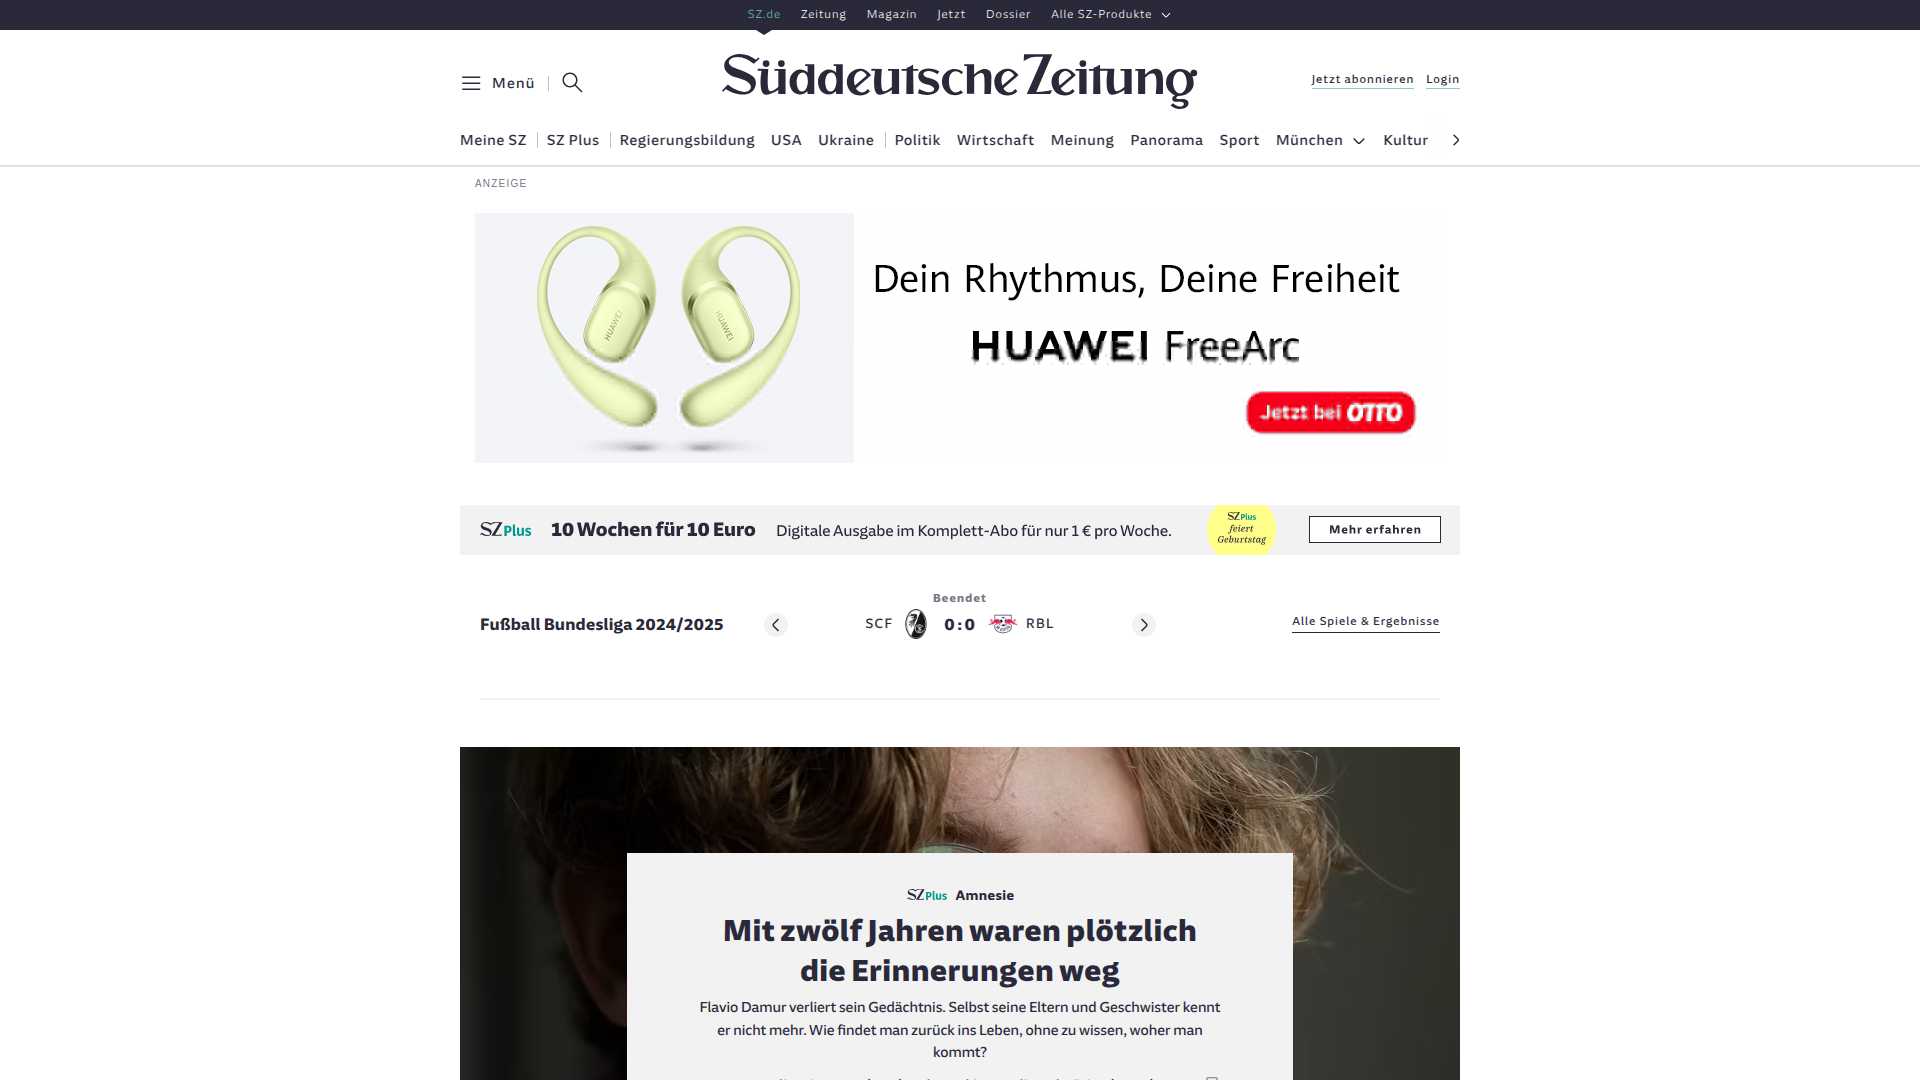 SZ.de Zeitung Magazin Jetzt Dossier Alle SZ-Produkte
Menü
Süddeutsche Zeitung
Jetzt abonnieren Login
Meine SZ SZ Plus Regierungsbildung USA Ukraine Politik Wirtschaft Meinung Panorama Sport München Kultur
ANZEIGE
HUAWEI HUAWEI
Dein Rhythmus, Deine Freiheit
HUAWEI FreeArc
Jetzt bei OTTO
SZ Plus 10 Wochen für 10 Euro Digitale Ausgabe im Komplett-Abo für nur 1 € pro Woche.
SZ Plus
feiert
Geburtstag
Mehr erfahren
Beendet
Fußball Bundesliga 2024/2025 SCF 0:0 RBL Alle Spiele & Ergebnisse
SZ Plus Amnesie
Mit zwölf Jahren waren plötzlich
die Erinnerungen weg
Flavio Damur verliert sein Gedächtnis. Selbst seine Eltern und Geschwister kennt
er nicht mehr. Wie findet man zurück ins Leben, ohne zu wissen, woher man
kommt?